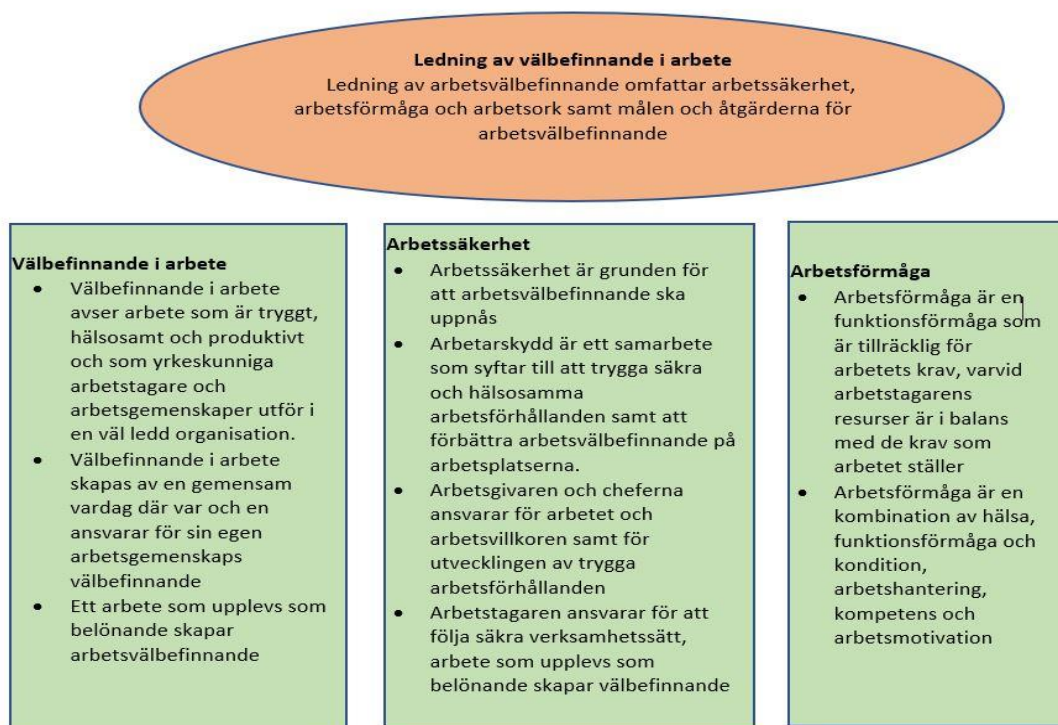 Ledning av välbefinnande i arbete
Ledning av arbetsvälbefinnande omfattar arbetssäkerhet,
arbetsförmåga och arbetsork samt målen och åtgärderna för
arbetsvälbefinnande
Välbefinnande i arbete
• Välbefinnande i arbete
avser arbete som är tryggt,
hälsosamt och produktivt
och som yrkeskunniga
arbetstagare och
arbetsgemenskaper utför i
en väl ledd organisation.
• Välbefinnande i arbete
skapas av en gemensam
vardag där var och en
ansvarar för sin egen
arbetsgemenskaps
välbefinnande
• Ett arbete som upplevs som
belönande skapar
arbetsvälbefinnande
Arbetssäkerhet
• Arbetssäkerhet är grunden för
att arbetsvälbefinnande ska
uppnås
• Arbetarskydd är ett samarbete
som syftar till att trygga säkra
och hälsosamma
arbetsförhållanden samt att
förbättra arbetsvälbefinnande på
arbetsplatserna.
• Arbetsgivaren och cheferna
ansvarar för arbetet och
arbetsvillkoren samt för
utvecklingen av trygga
arbetsförhållanden
• Arbetstagaren ansvarar för att
följa säkra verksamhetssätt,
arbete som upplevs som
belönande skapar välbefinnande
Arbetsförmåga
• Arbetsförmåga är en
funktionsförmåga som
är tillräcklig för
arbetets krav, varvid
arbetstagarens
resurser är i balans
med de krav som
arbetet ställer
• Arbetsförmåga är en
kombination av hälsa,
funktionsförmåga och
kondition,
arbetshantering,
kompetens och
arbetsmotivation